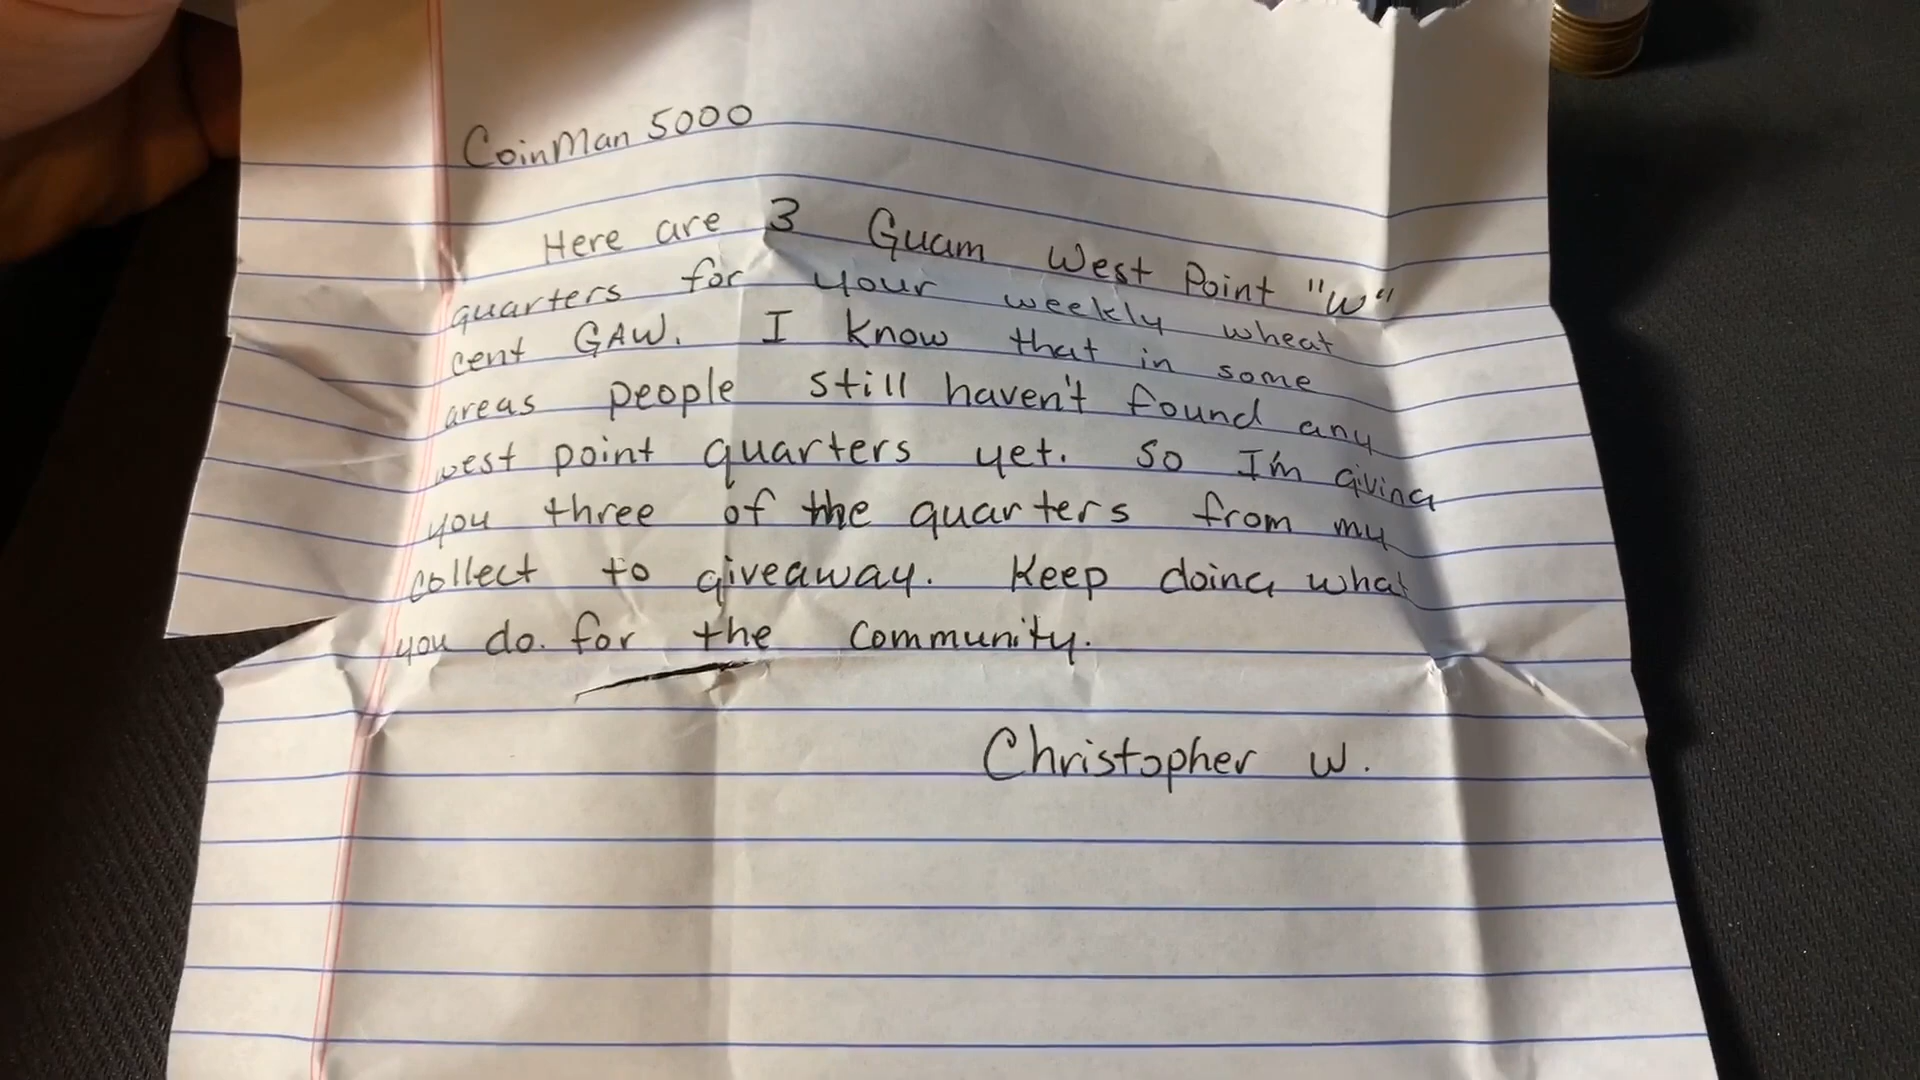 CoinMan 5000
Here are 3 Guam West Point "W"
quarters for your weekly wheat
cent GAW. I know that in some
areas people still haven't found any
west point quarters yet. So I'm giving
you three of the quarters from my
collect to giveaway. Keep doing what
you do. for the community.
Christopher W.